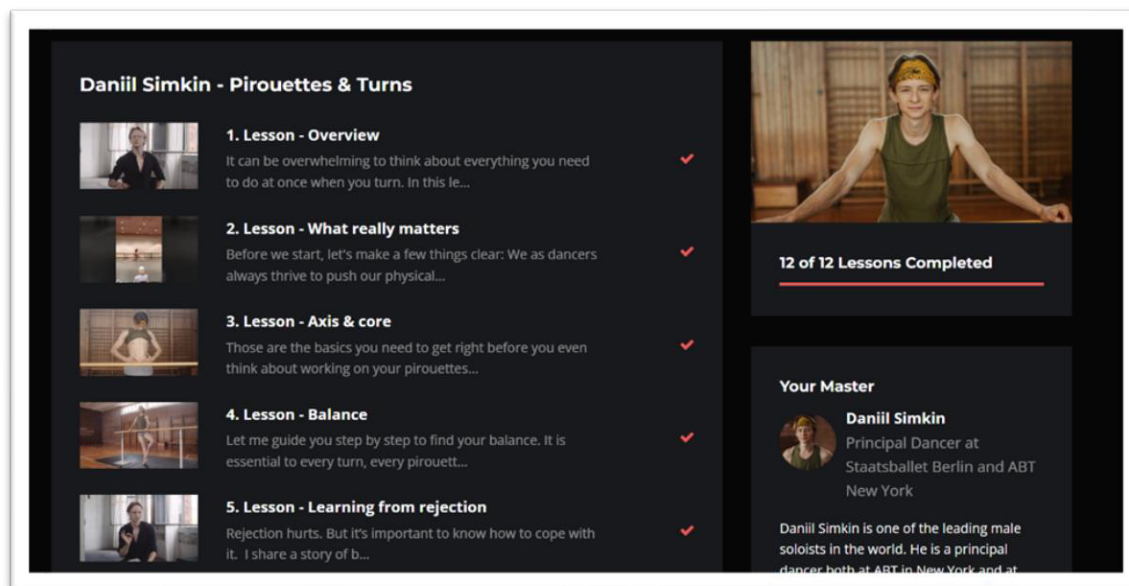 Daniil Simkin - Pirouettes & Turns
1. Lesson - Overview
It can be overwhelming to think about everything you need
to do at once when you turn. In this le...
2. Lesson - What really matters
Before we start, let's make a few things clear: We as dancers
always thrive to push our physical...
3. Lesson - Axis & core
Those are the basics you need to get right before you even
think about working on your pirouettes...
4. Lesson - Balance
Let me guide you step by step to find your balance. It is
essential to every turn, every pirouett...
5. Lesson - Learning from rejection
Rejection hurts. But it's important to know how to cope with
it. I share a story of b...
12 of 12 Lessons Completed
Your Master
Daniil Simkin
Principal Dancer at
Staatsballet Berlin and ABT
New York
Daniil Simkin is one of the leading male
soloists in the world. He is a principal
dancer both at ABT in New York and at